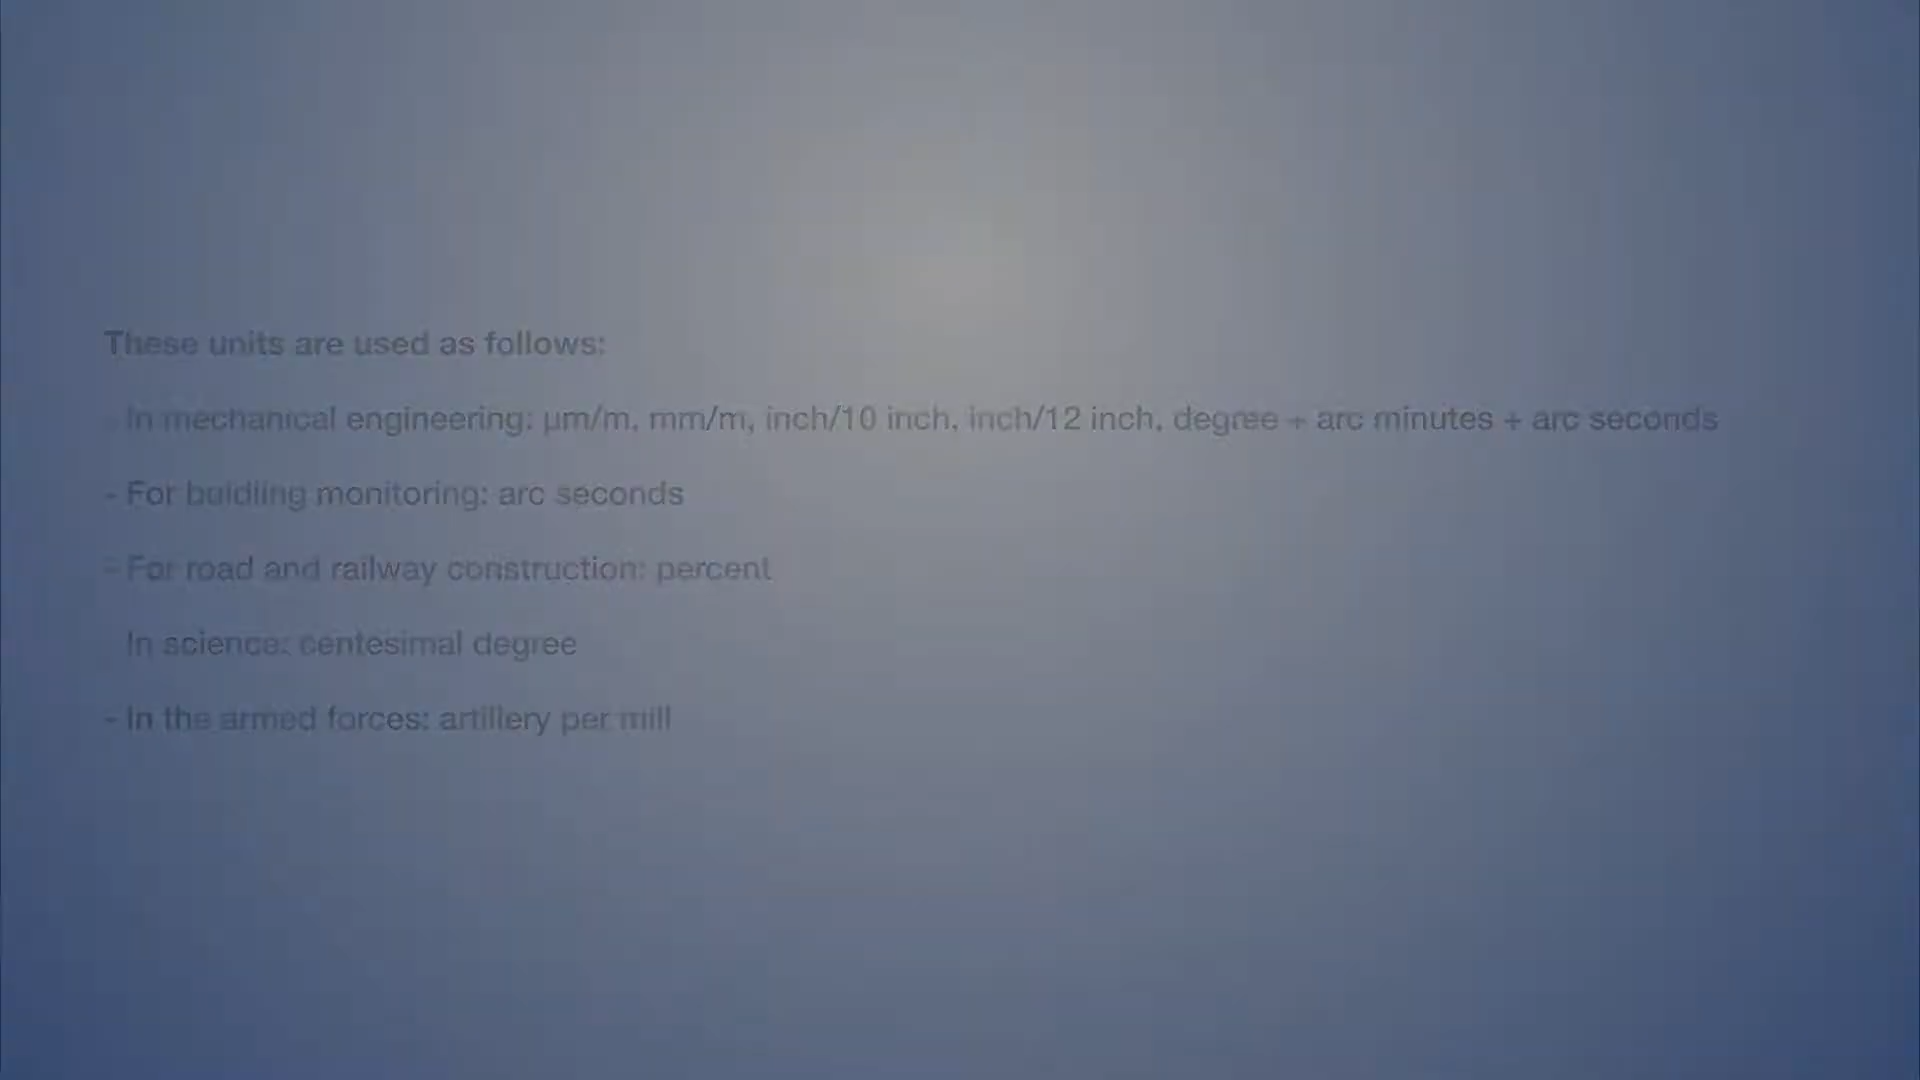 These units are used as follows:
- In mechanical engineering: µm/m, mm/m, inch/10 inch, inch/12 inch, degree + arc minutes + arc seconds
- For buidling monitoring: arc seconds
- For road and railway construction: percent
In science: centesimal degree
- In the armed forces: artillery per mill